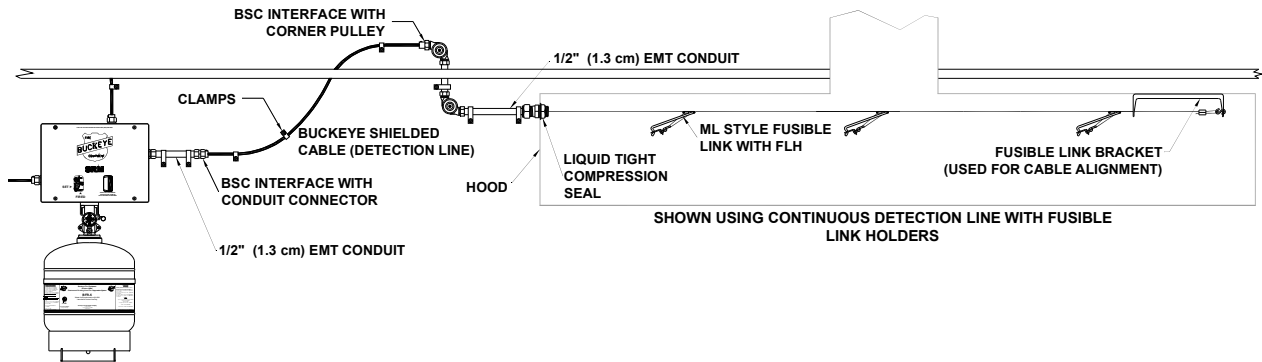 BSC INTERFACE WITH
CORNER PULLEY
1/2" (1.3 cm) EMT CONDUIT
CLAMPS
BUCKEYE SHIELDED
CABLE (DETECTION LINE)
ML STYLE FUSIBLE
LINK WITH FLH
FUSIBLE LINK BRACKET
(USED FOR CABLE ALIGNMENT)
LIQUID TIGHT
COMPRESSION
SEAL
HOOD
BSC INTERFACE WITH
CONDUIT CONNECTOR
BUCKEYE
SRM
SHOWN USING CONTINUOUS DETECTION LINE WITH FUSIBLE
LINK HOLDERS
1/2" (1.3 cm) EMT CONDUIT